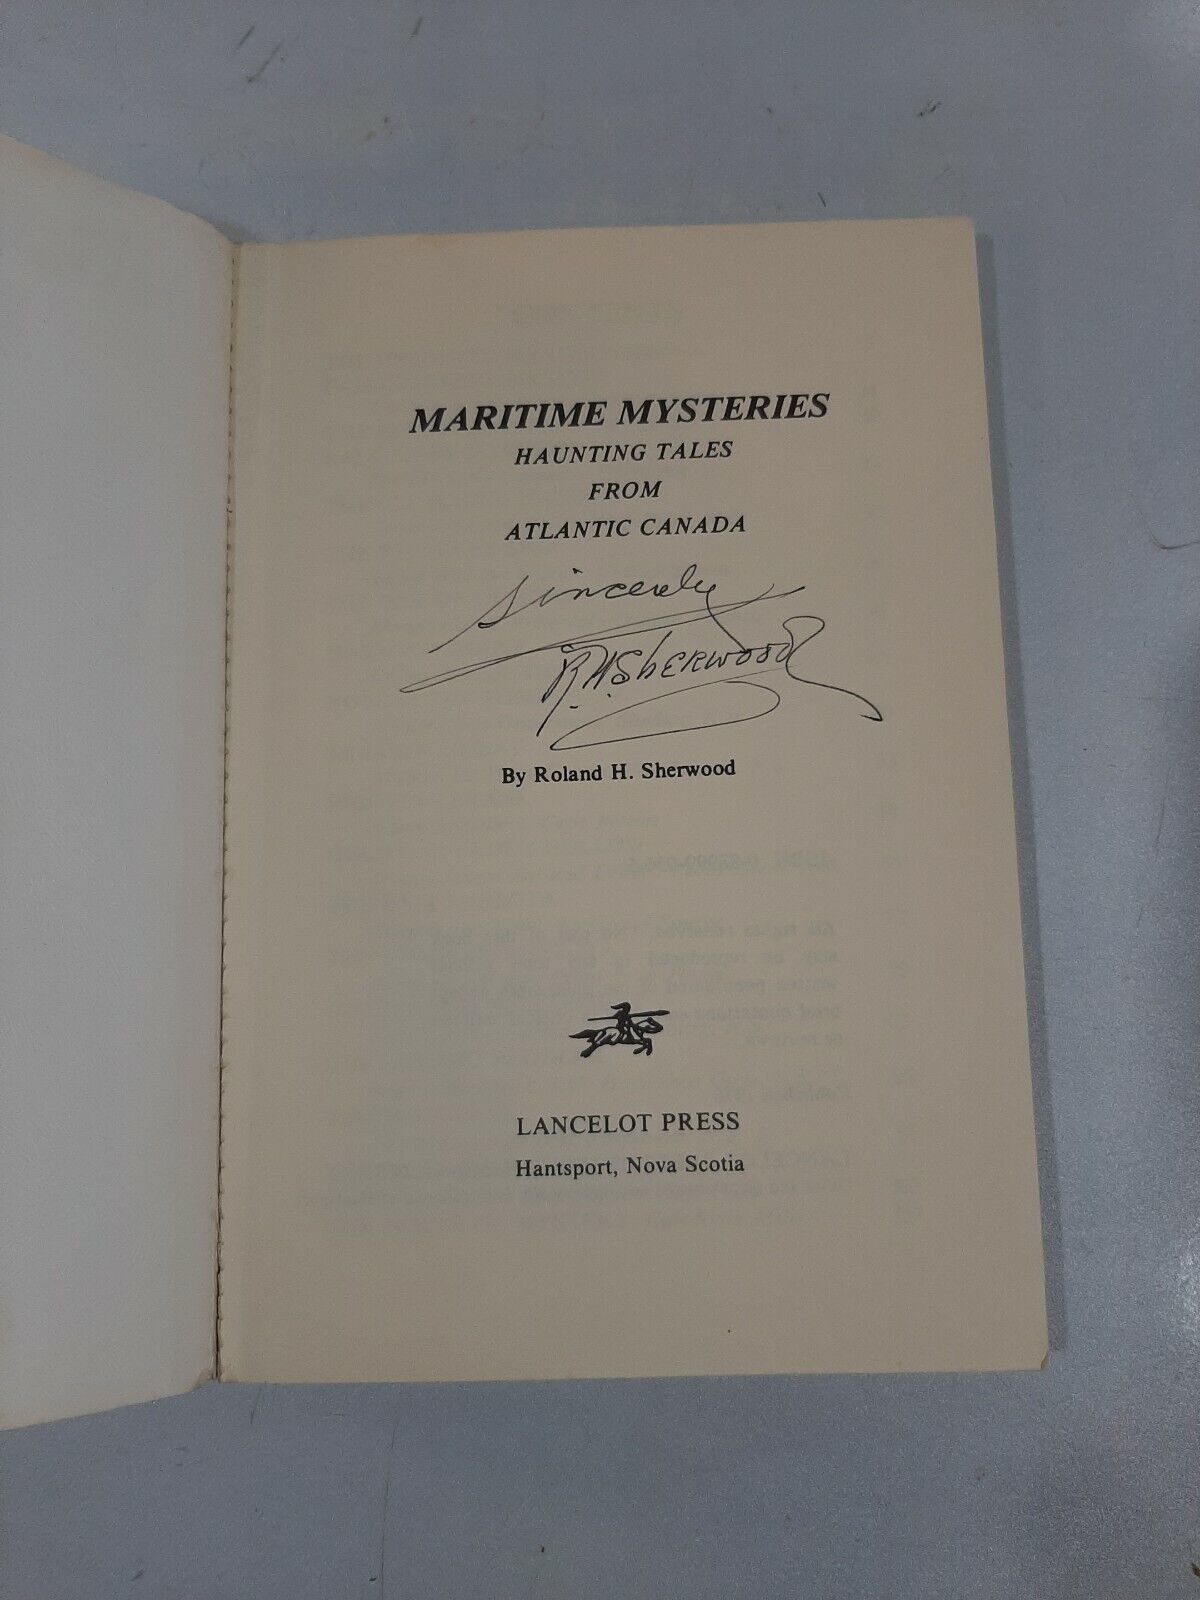 MARITIME MYSTERIES
HAUNTING TALES
FROM
ATLANTIC CANADA
Sincerely
R.H. Sherwood
By Roland H. Sherwood
LANCELOT PRESS
Hantsport, Nova Scotia